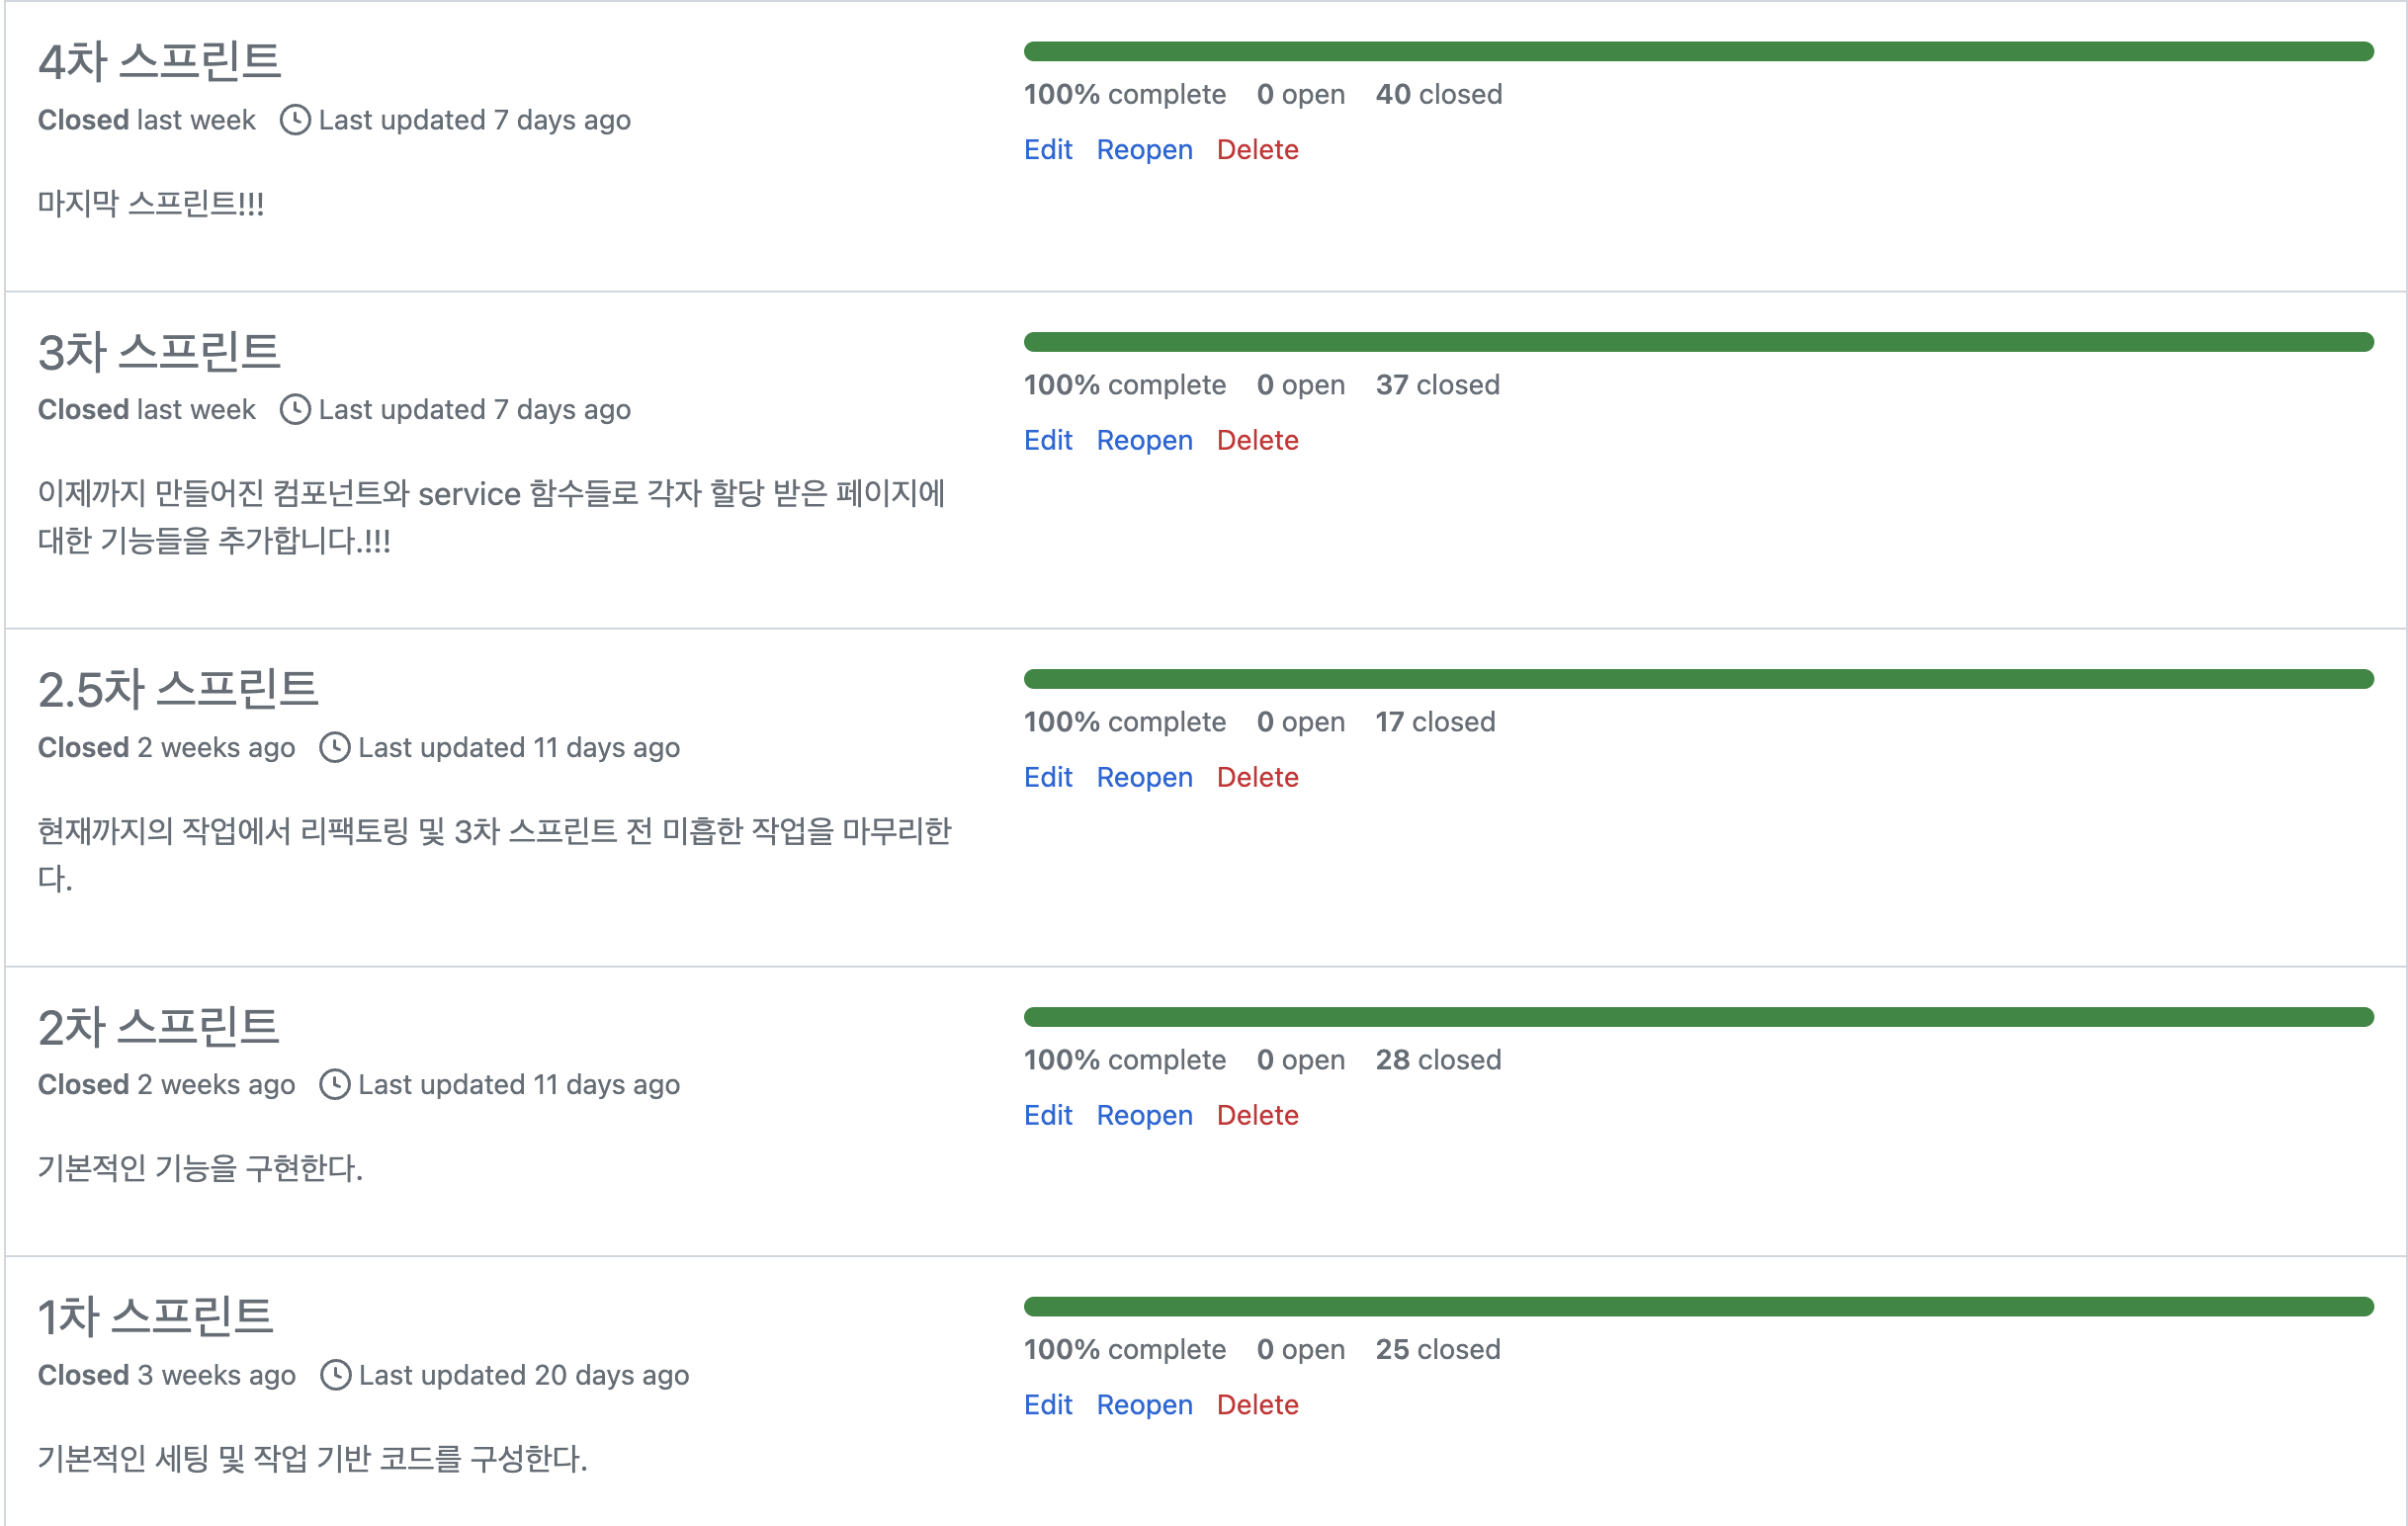 4차 스프린트
Closed last week Last updated 7 days ago
마지막 스프린트!!!
100% complete 0 open 40 closed
Edit Reopen Delete
3차 스프린트
Closed last week Last updated 7 days ago
이제까지 만들어진 컴포넌트와 service 함수들로 각자 할당 받은 페이지에
대한 기능들을 추가합니다.!!!
100% complete 0 open 37 closed
Edit Reopen Delete
2.5차 스프린트
Closed 2 weeks ago Last updated 11 days ago
현재까지의 작업에서 리팩토링 및 3차 스프린트 전 미흡한 작업을 마무리한
다.
100% complete 0 open 17 closed
Edit Reopen Delete
2차 스프린트
Closed 2 weeks ago Last updated 11 days ago
기본적인 기능을 구현한다.
100% complete 0 open 28 closed
Edit Reopen Delete
1차 스프린트
Closed 3 weeks ago Last updated 20 days ago
기본적인 세팅 및 작업 기반 코드를 구성한다.
100% complete 0 open 25 closed
Edit Reopen Delete